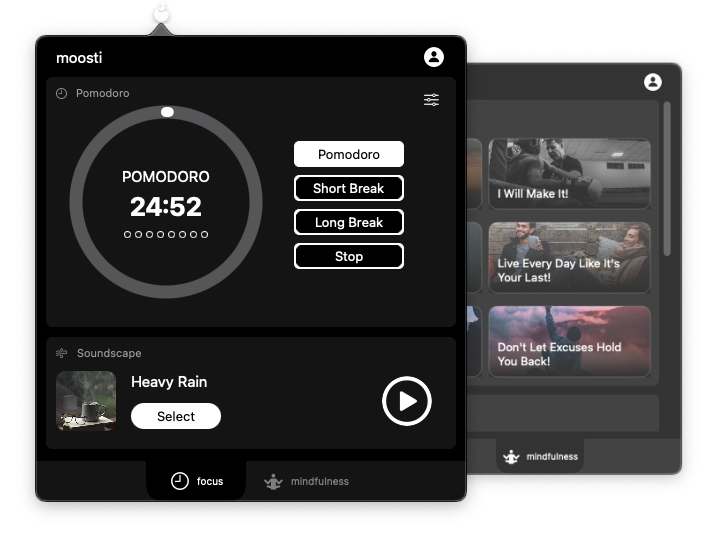 moosti
Pomodoro
POMODORO
24:52
Pomodoro
Short Break
Long Break
Stop
Soundscape
Heavy Rain
Select
focus
mindfulness
I Will Make It!
Live Every Day Like It's
Your Last!
Don't Let Excuses Hold
You Back!
mindfulness